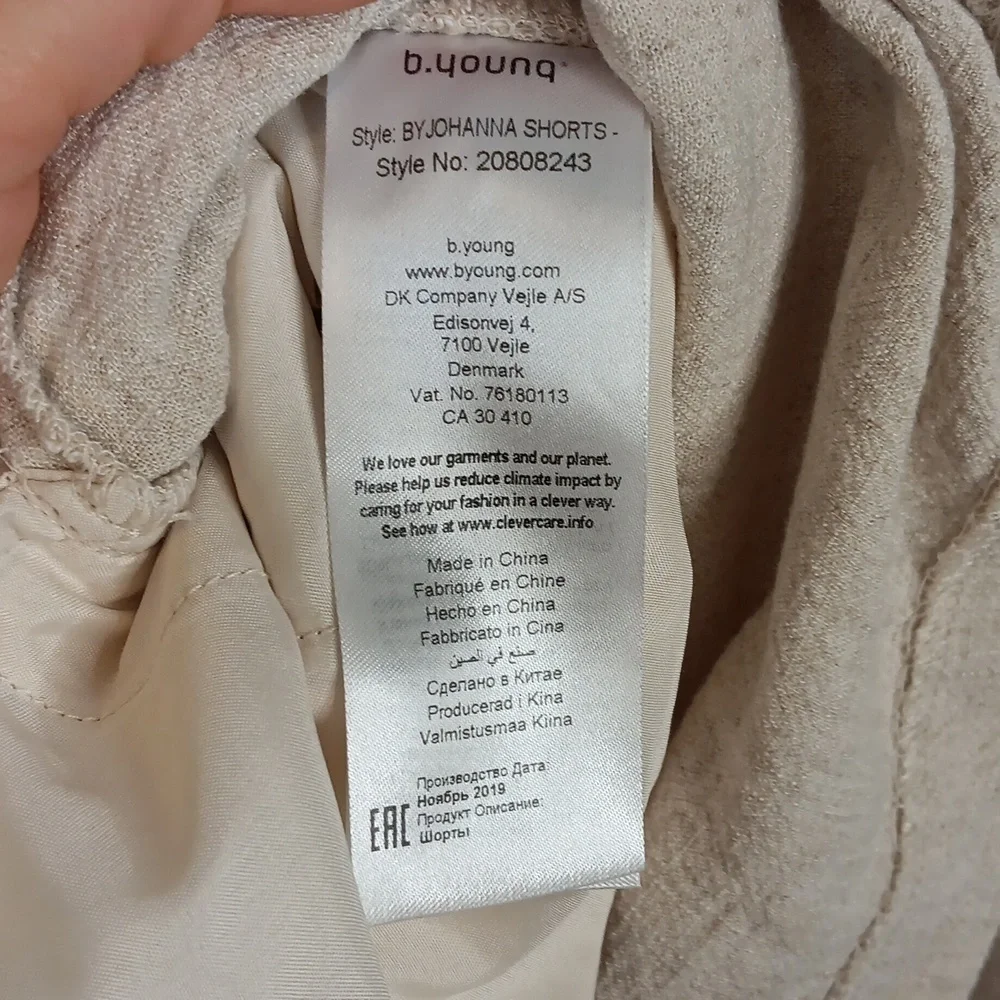 b.young
Style: BYJOHANNA SHORTS -
Style No: 20808243
b.young
www.byoung.com
DK Company Vejle A/S
Edisonvej 4,
7100 Vejle
Denmark
Vat. No. 76180113
CA 30 410
We love our garments and our planet.
Please help us reduce climate impact by
caring for your fashion in a clever way.
See how at www.clevercare.info
Made in China
Fabriqué en Chine
Hecho en China
Fabbricato in Cina
صنع في الصين
Сделано в Китае
Producerad i Kina
Valmistusmaa Kiina
Производство Дата:
Ноябрь 2019
Продукт Описание:
Шорты
EAC